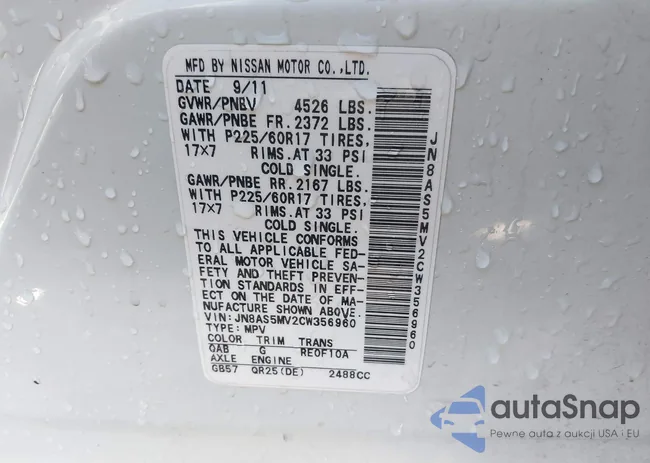 MFD BY NISSAN MOTOR CO.,LTD.
DATE 9/11
GVWR/PNBV 4526 LBS.
GAWR/PNBE FR. 2372 LBS.
WITH P225/60R17 TIRES,
17×7 RIMS. AT 33 PSI
COLD SINGLE.
GAWR/PNBE RR. 2167 LBS.
WITH P225/60R17 TIRES,
17×7 RIMS. AT 33 PSI
COLD SINGLE.
THIS VEHICLE CONFORMS
TO ALL APPLICABLE FED-
ERAL MOTOR VEHICLE SA-
FETY AND THEFT PREVEN-
TION STANDARDS IN EFF-
ECT ON THE DATE OF MA-
NUFACTURE SHOWN ABOVE.
VIN: JN8AS5MV2CW356960
TYPE: MPV
COLOR TRIM TRANS
QAB G RE0F10A
AXLE ENGINE
GB57 QR25(DE) 2488CC
JN8AS5MV2CW356960
autaSnap
Pewne auta z aukcji USA i EU